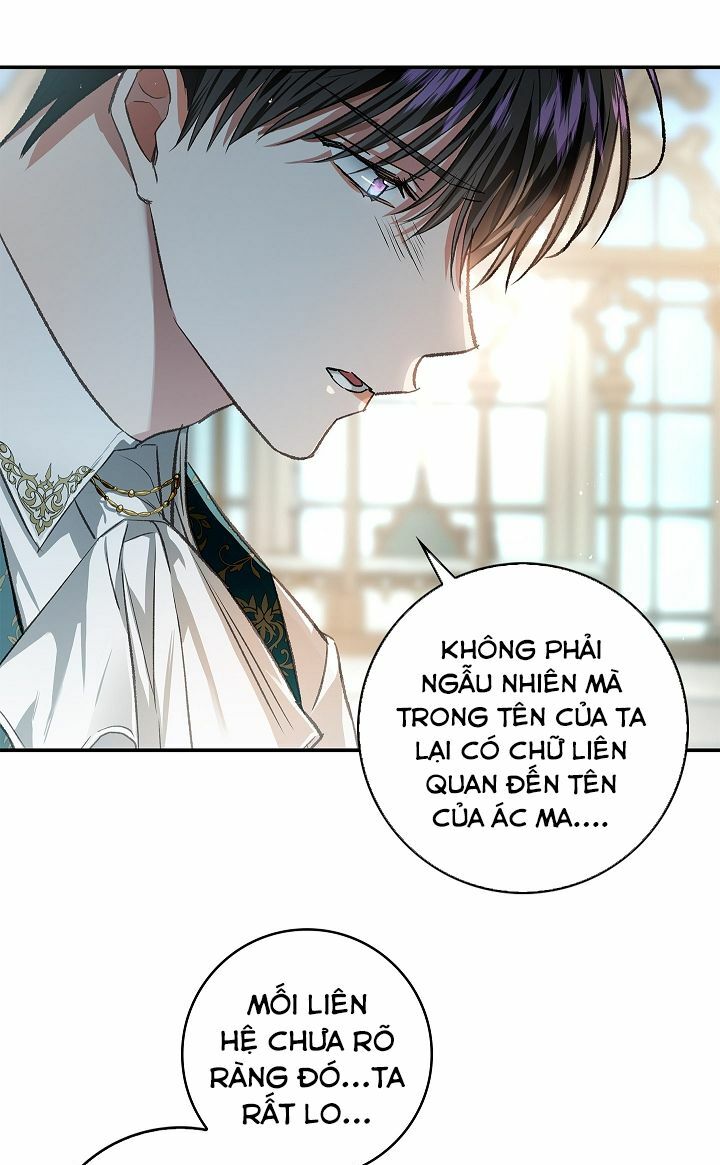 KHÔNG PHẢI
NGẪU NHIÊN MÀ
TRONG TÊN CỦA TA
LẠI CÓ CHỮ LIÊN
QUAN ĐẾN TÊN
CỦA ÁC MA....
MỐI LIÊN
HỆ CHƯA RÕ
RÀNG ĐÓ...TA
RẤT LO...